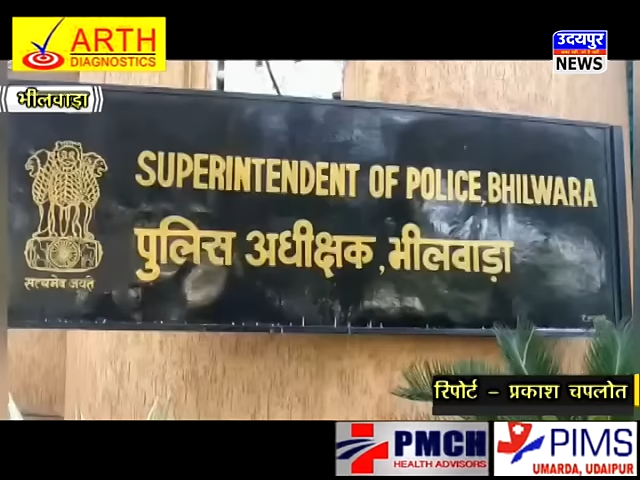 ARTH
DIAGNOSTICS
उदयपुर
NEWS
भीलवाड़ा
SUPERINTENDENT OF POLICE, BHILWARA
पुलिस अधीक्षक, भीलवाड़ा
सत्यमेव जयते
रिपोर्ट - प्रकाश चपलोत
PMCH
HEALTH ADVISORS
PIMS
UMARDA, UDAIPUR